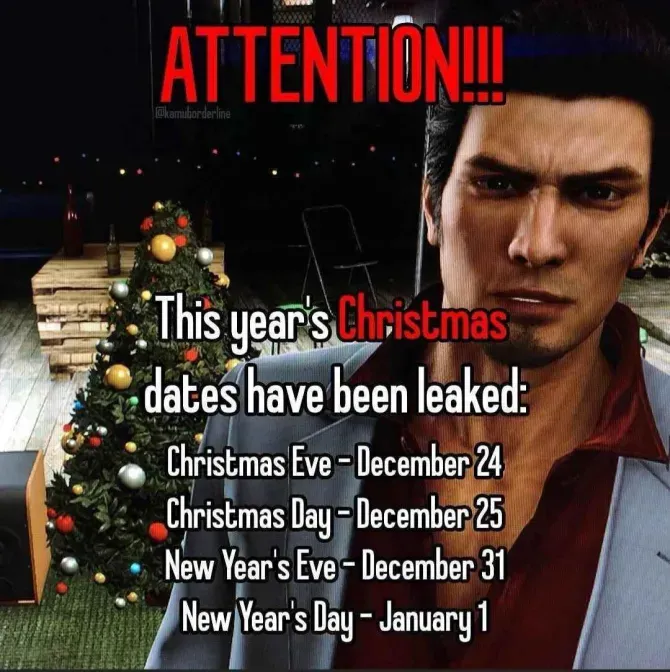 ATTENTION!!!
@kamuiborderline
This year's Christmas
dates have been leaked:
Christmas Eve - December 24
Christmas Day - December 25
New Year's Eve - December 31
New Year's Day - January 1